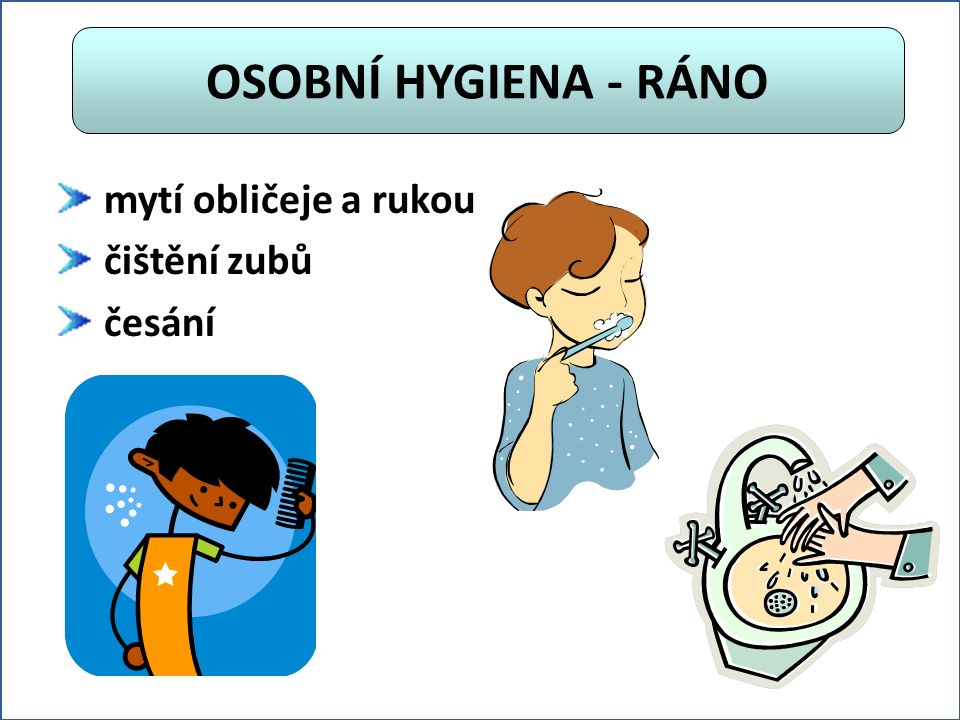 OSOBNÍ HYGIENA - RÁNO
mytí obličeje a rukou
čištění zubů
česání